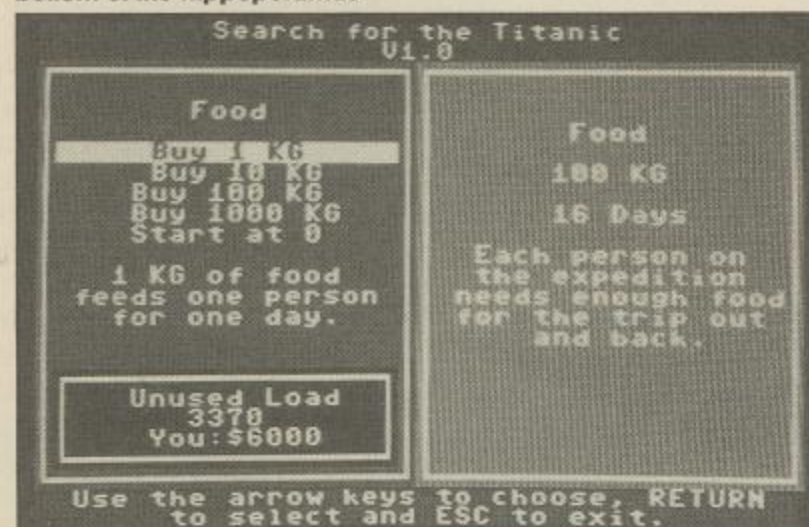 Search for the Titanic
V1.0
Food
Buy 1 KG
Buy 10 KG
Buy 100 KG
Buy 1000 KG
Start at 0
1 KG of food
feeds one person
for one day.
Unused Load
3370
You:$6000
Food
100 KG
16 Days
Each person on
the expedition
needs enough food
for the trip out
and back.
Use the arrow keys to choose, RETURN
to select and ESC to exit.